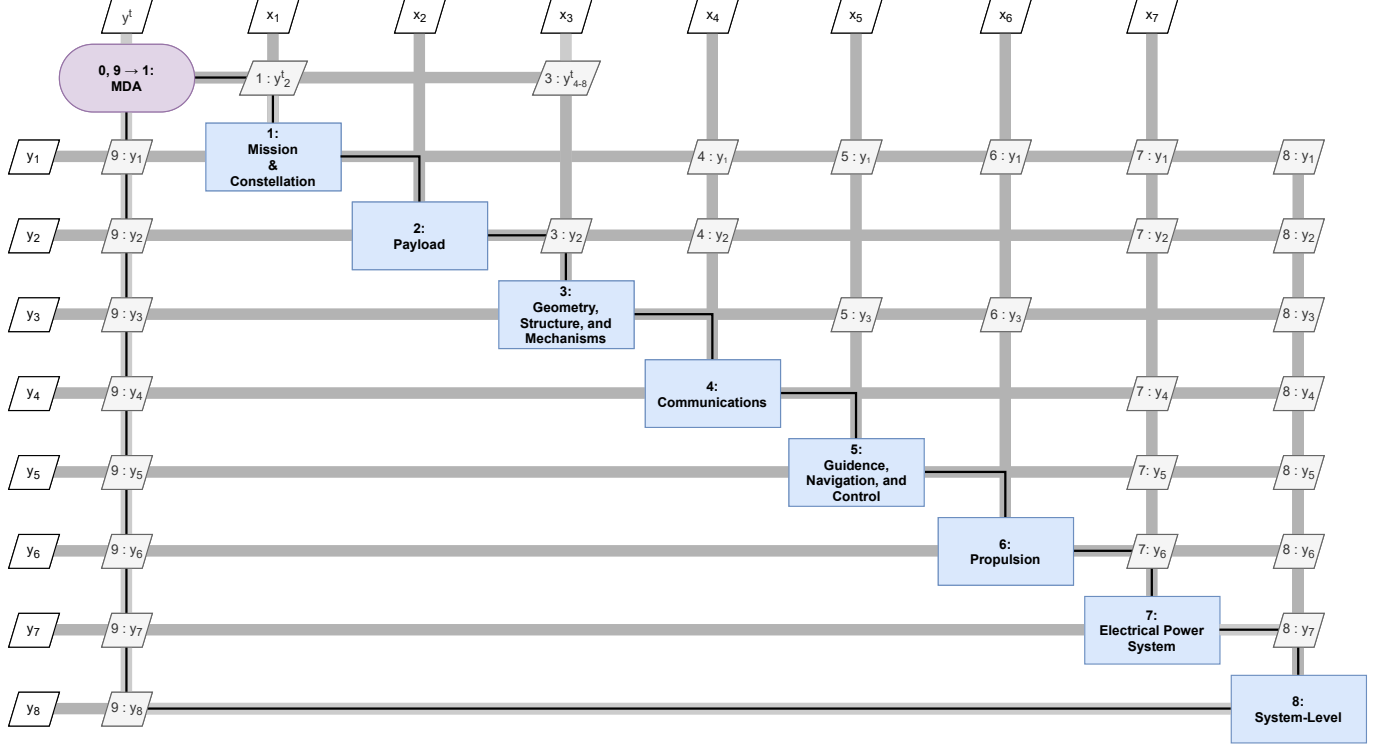 yᵗ
x₁
x₂
x₃
x₄
x₅
x₆
x₇
0, 9 → 1:
MDA
1 : yᵗ₂
3 : yᵗ₄₋₈
y₁
9 : y₁
1:
Mission
&
Constellation
4 : y₁
5 : y₁
6 : y₁
7 : y₁
8 : y₁
y₂
9 : y₂
2:
Payload
3 : y₂
4 : y₂
7 : y₂
8 : y₂
y₃
9 : y₃
3:
Geometry,
Structure, and
Mechanisms
5 : y₃
6 : y₃
8 : y₃
y₄
9 : y₄
4:
Communications
7 : y₄
8 : y₄
y₅
9 : y₅
5:
Guidence,
Navigation, and
Control
7: y₅
8 : y₅
y₆
9 : y₆
6:
Propulsion
7: y₆
8 : y₆
y₇
9 : y₇
7:
Electrical Power
System
8 : y₇
y₈
9 : y₈
8:
System-Level